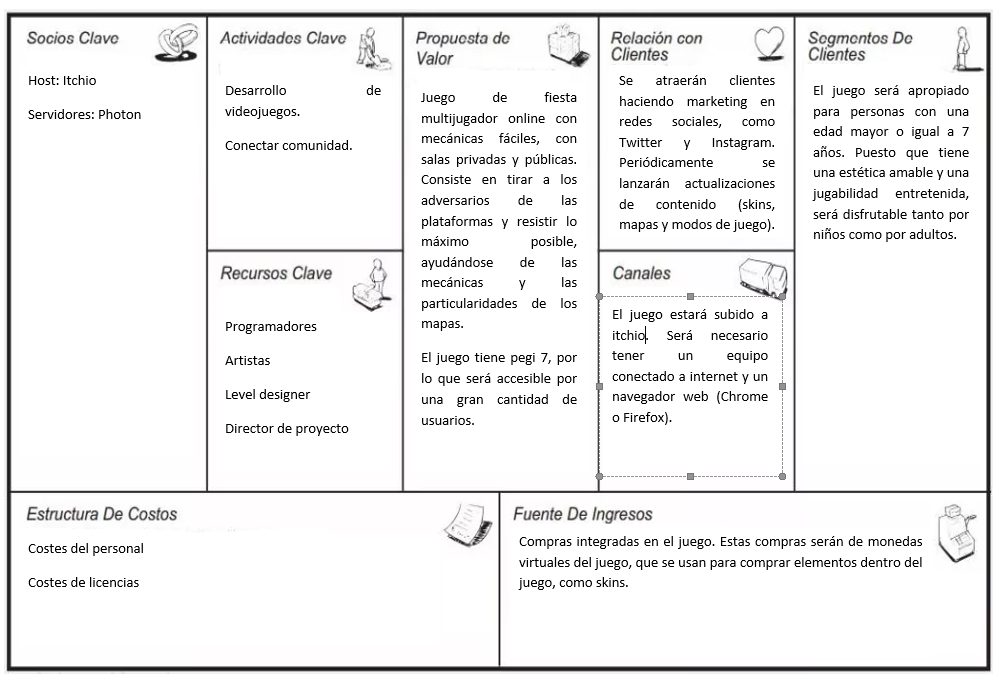 Socios Clave
Host: Itchio
Servidores: Photon
Actividades Clave
Desarrollo de
videojuegos.
Conectar comunidad.
Recursos Clave
Programadores
Artistas
Level designer
Director de proyecto
Propuesta de
Valor
Juego de fiesta
multijugador online con
mecánicas fáciles, con
salas privadas y públicas.
Consiste en tirar a los
adversarios de las
plataformas y resistir lo
máximo posible,
ayudándose de las
mecánicas y las
particularidades de los
mapas.
El juego tiene pegi 7, por
lo que será accesible por
una gran cantidad de
usuarios.
Relación con
Clientes
Se atraerán clientes
haciendo marketing en
redes sociales, como
Twitter y Instagram.
Periódicamente se
lanzarán actualizaciones
de contenido (skins,
mapas y modos de juego).
Canales
El juego estará subido a
itchio. Será necesario
tener un equipo
conectado a internet y un
navegador web (Chrome
o Firefox).
Segmentos De
Clientes
El juego será apropiado
para personas con una
edad mayor o igual a 7
años. Puesto que tiene
una estética amable y una
jugabilidad entretenida,
será disfrutable tanto por
niños como por adultos.
Estructura De Costos
Costes del personal
Costes de licencias
Fuente De Ingresos
Compras integradas en el juego. Estas compras serán de monedas
virtuales del juego, que se usan para comprar elementos dentro del
juego, como skins.